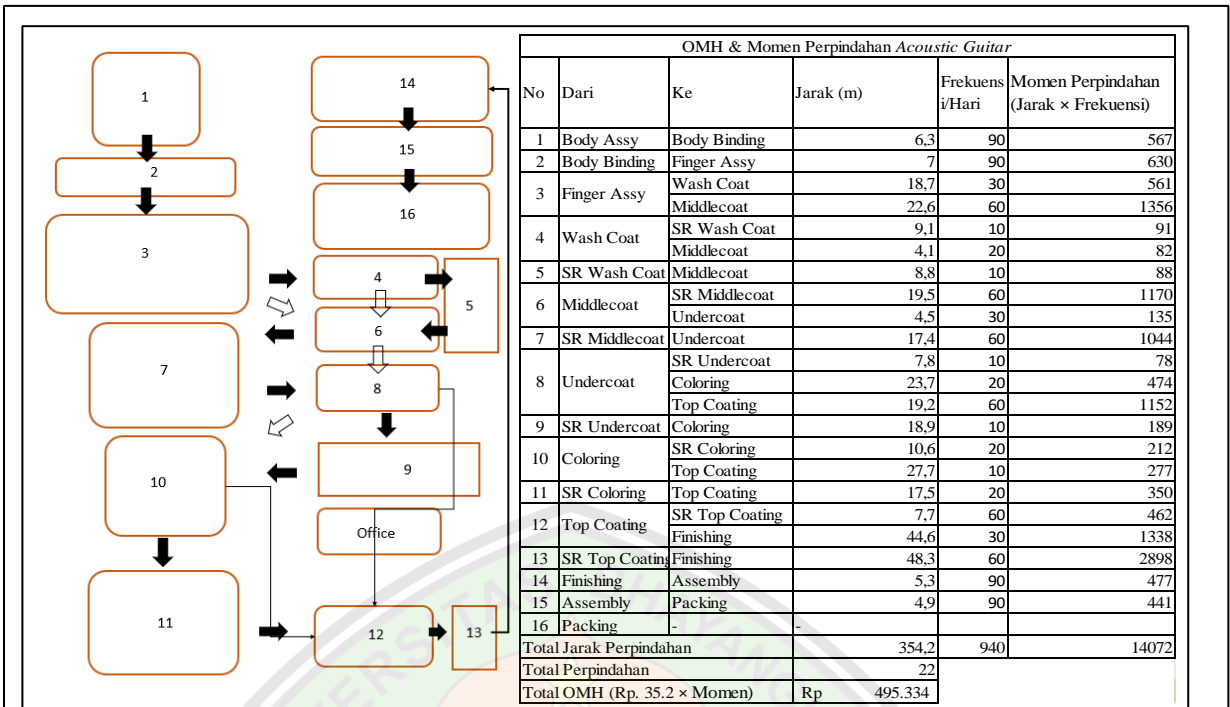 1
2
3
7
10
11
14
15
16
4
5
6
8
9
Office
12
13
OMH & Momen Perpindahan Acoustic Guitar
No Dari Ke Jarak (m) Frekuens i/Hari Momen Perpindahan (Jarak × Frekuensi)
1 Body Assy Body Binding 6,3 90 567
2 Body Binding Finger Assy 7 90 630
3 Finger Assy Wash Coat 18,7 30 561
Middlecoat 22,6 60 1356
4 Wash Coat SR Wash Coat 9,1 10 91
Middlecoat 4,1 20 82
5 SR Wash Coat Middlecoat 8,8 10 88
6 Middlecoat SR Middlecoat 19,5 60 1170
Undercoat 4,5 30 135
7 SR Middlecoat Undercoat 17,4 60 1044
8 Undercoat SR Undercoat 7,8 10 78
Coloring 23,7 20 474
Top Coating 19,2 60 1152
9 SR Undercoat Coloring 18,9 10 189
10 Coloring SR Coloring 10,6 20 212
Top Coating 27,7 10 277
11 SR Coloring Top Coating 17,5 20 350
12 Top Coating SR Top Coating 7,7 60 462
Finishing 44,6 30 1338
13 SR Top Coating Finishing 48,3 60 2898
14 Finishing Assembly 5,3 90 477
15 Assembly Packing 4,9 90 441
16 Packing - -
Total Jarak Perpindahan 354,2 940 14072
Total Perpindahan 22
Total OMH (Rp. 35.2 × Momen) Rp 495.334